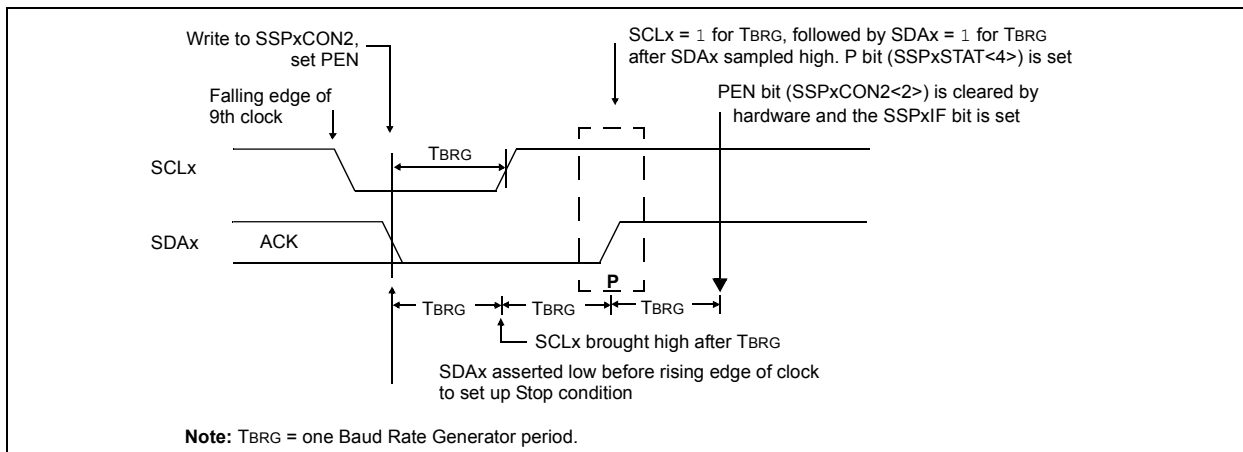 Write to SSPxCON2,
set PEN
SCLx = 1 for TBRG, followed by SDAx = 1 for TBRG
after SDAx sampled high. P bit (SSPxSTAT<4>) is set
Falling edge of
9th clock
PEN bit (SSPxCON2<2>) is cleared by
hardware and the SSPxIF bit is set
TBRG
SCLx
SDAx
ACK
P
TBRG
TBRG
TBRG
SCLx brought high after TBRG
SDAx asserted low before rising edge of clock
to set up Stop condition
Note: TBRG = one Baud Rate Generator period.